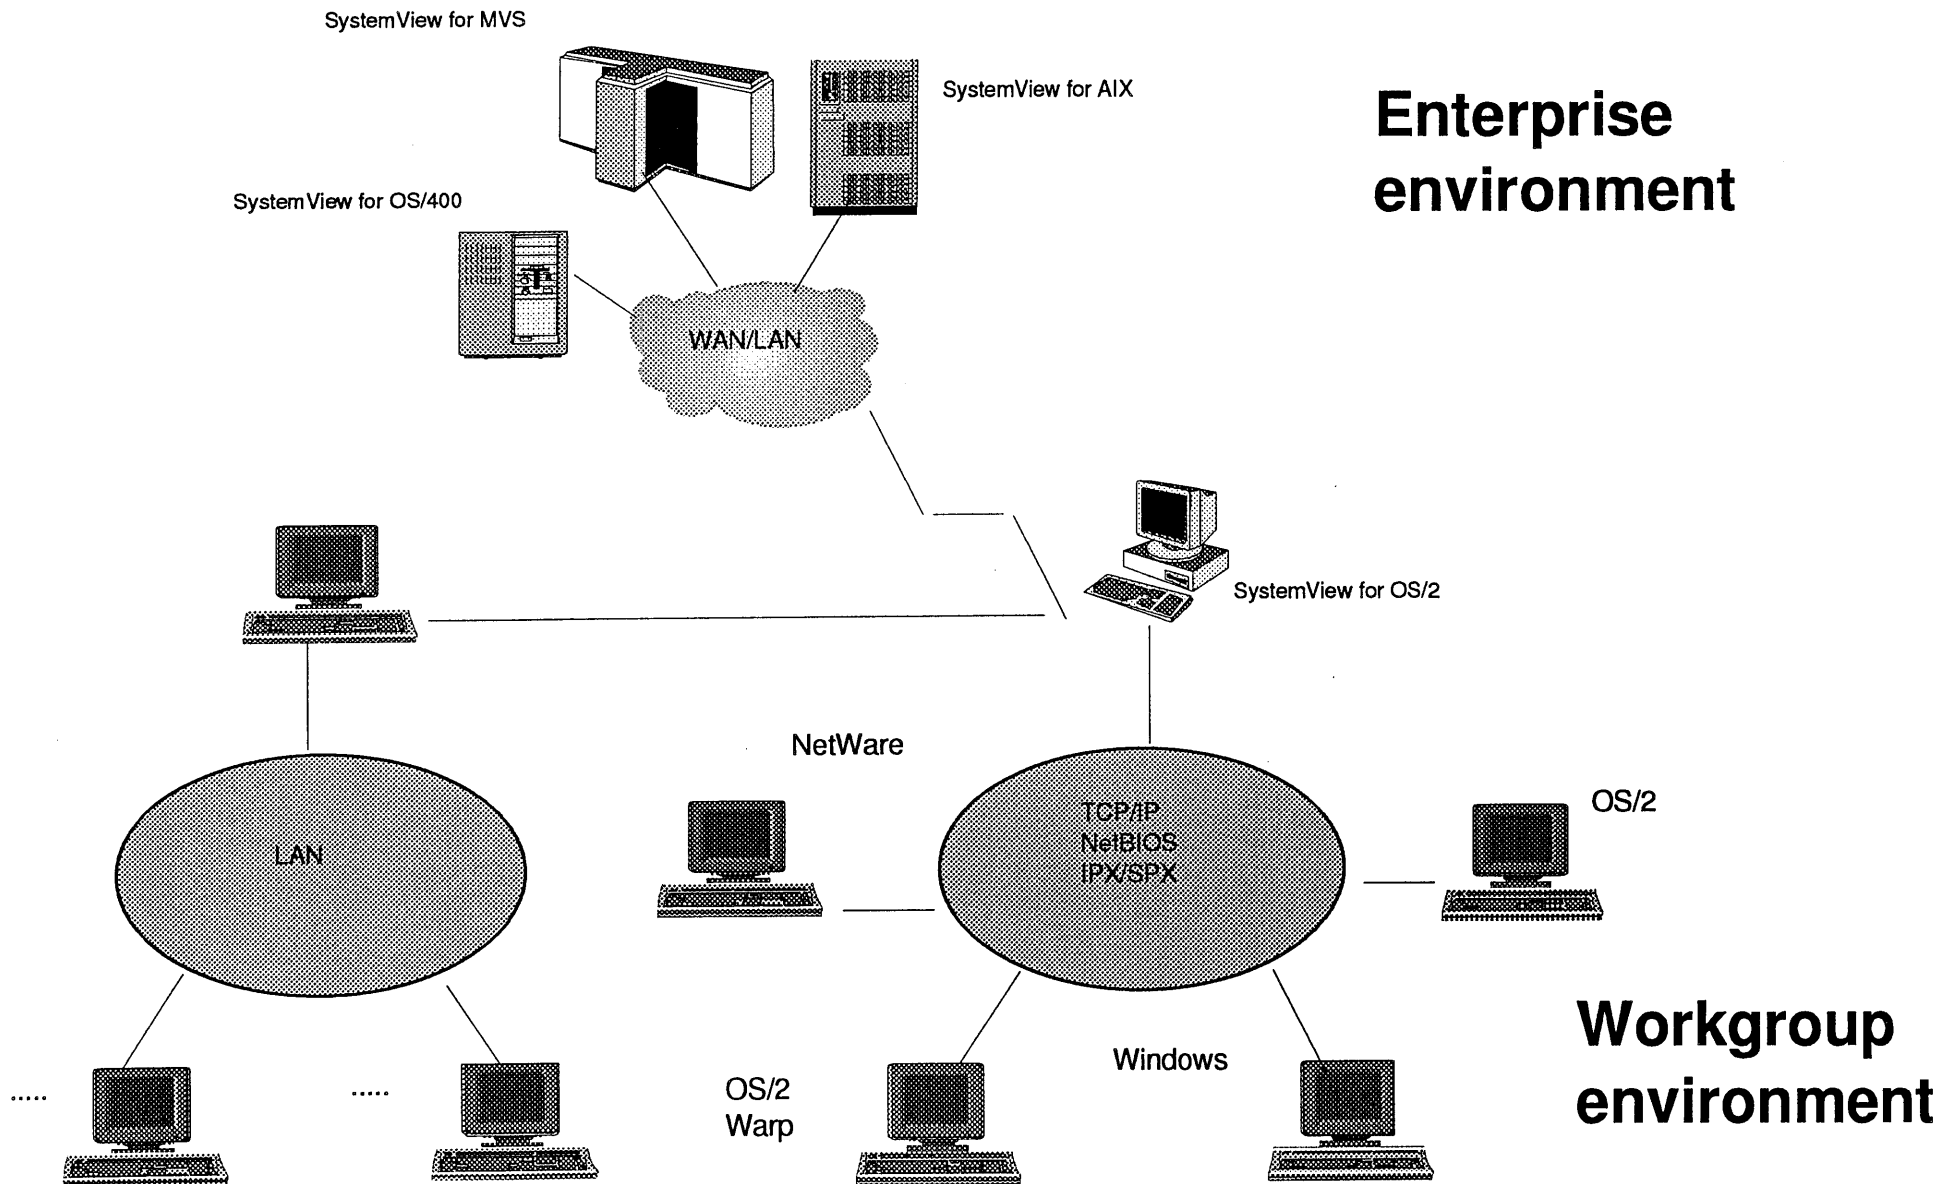 SystemView for MVS
SystemView for AIX
Enterprise
environment
SystemView for OS/400
WAN/LAN
SystemView for OS/2
NetWare
OS/2
TCP/IP
NetBIOS
IPX/SPX
LAN
Workgroup
environment
Windows
.....
.....
OS/2
Warp